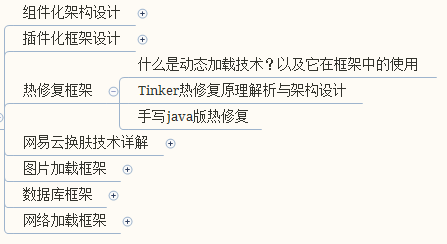 组件化架构设计
插件化框架设计
热修复框架
什么是动态加载技术？以及它在框架中的使用
Tinker热修复原理解析与架构设计
手写java版热修复
网易云换肤技术详解
图片加载框架
数据库框架
网络加载框架